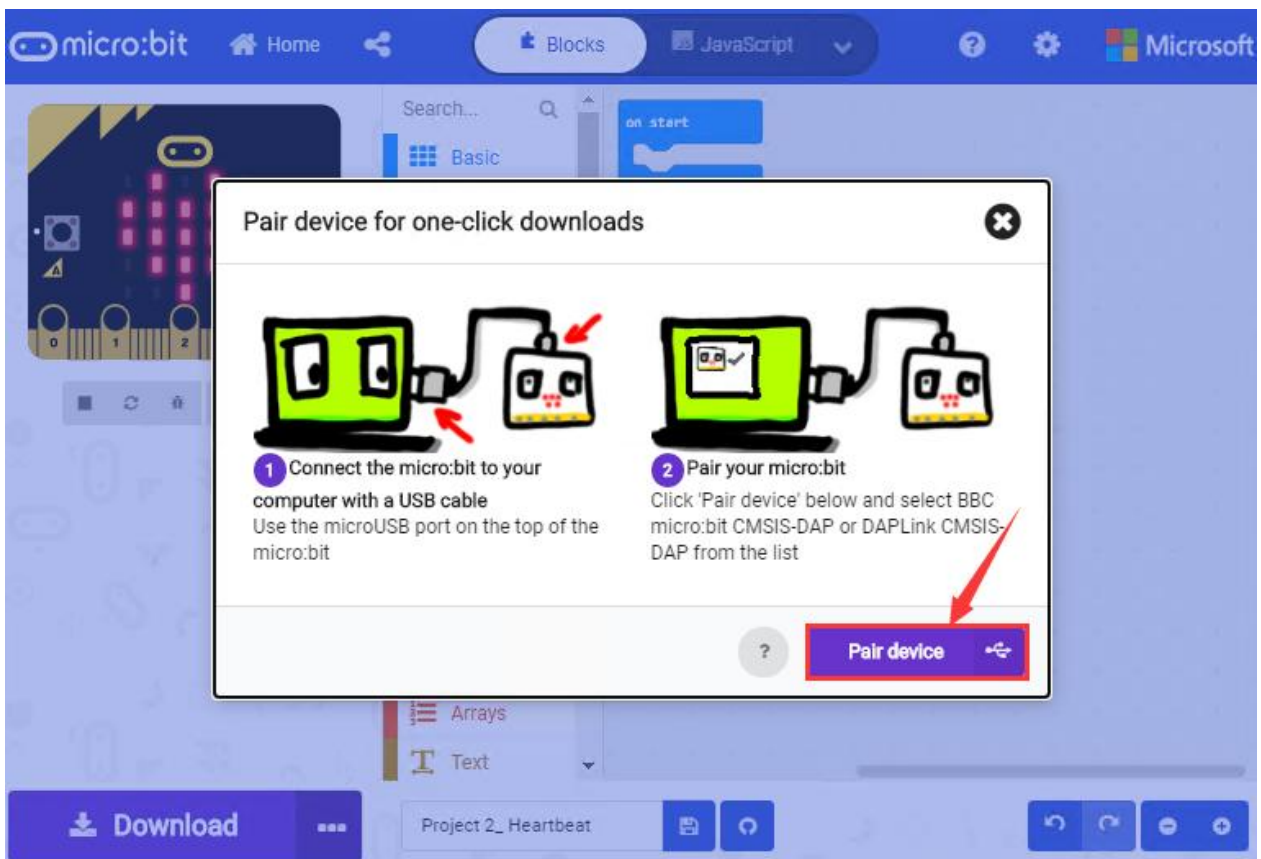 micro:bit Home Blocks JavaScript Microsoft
Search...
on start
Basic
Pair device for one-click downloads
A
0 1 2
1 Connect the micro:bit to your
computer with a USB cable
Use the microUSB port on the top of the
micro:bit
2 Pair your micro:bit
Click 'Pair device' below and select BBC
micro:bit CMSIS-DAP or DAPLink CMSIS-
DAP from the list
? Pair device
Arrays
Text
Download
Project 2_ Heartbeat